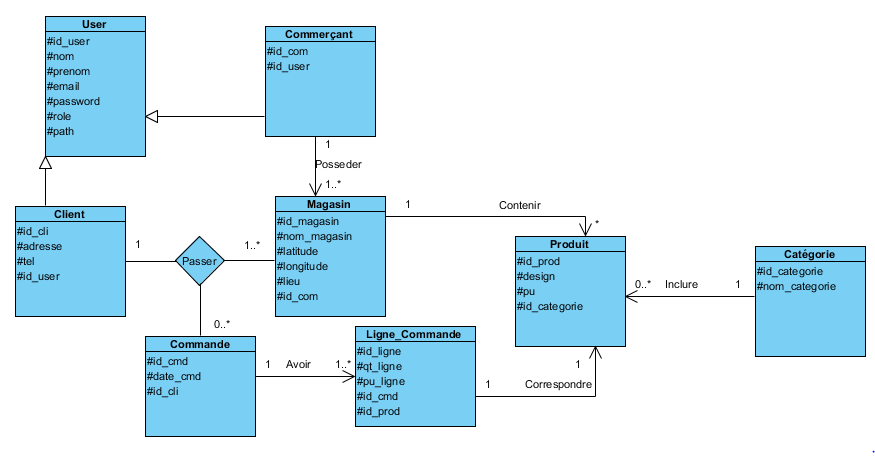 User
#id_user
#nom
#prenom
#email
#password
#role
#path
Commerçant
#id_com
#id_user
1
Posseder
1..*
Client
#id_cli
#adresse
#tel
#id_user
1
Passer
1..*
0..*
Magasin
#id_magasin
#nom_magasin
#latitude
#longitude
#lieu
#id_com
1
Contenir
*
Produit
#id_prod
#design
#pu
#id_categorie
0..*
Inclure
1
Catégorie
#id_categorie
#nom_categorie
Commande
#id_cmd
#date_cmd
#id_cli
1
Avoir
1..*
Ligne_Commande
#id_ligne
#qt_ligne
#pu_ligne
#id_cmd
#id_prod
1
Correspondre
1